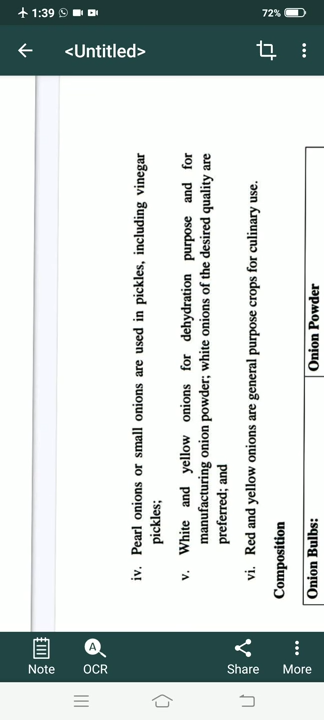 1:39
72%
<Untitled>
iv. Pearl onions or small onions are used in pickles, including vinegar
pickles;
v. White and yellow onions for dehydration purpose and for
manufacturing onion powder; white onions of the desired quality are
preferred; and
vi. Red and yellow onions are general purpose crops for culinary use.
Composition
Onion Bulbs: Onion Powder
Note
OCR
Share
More